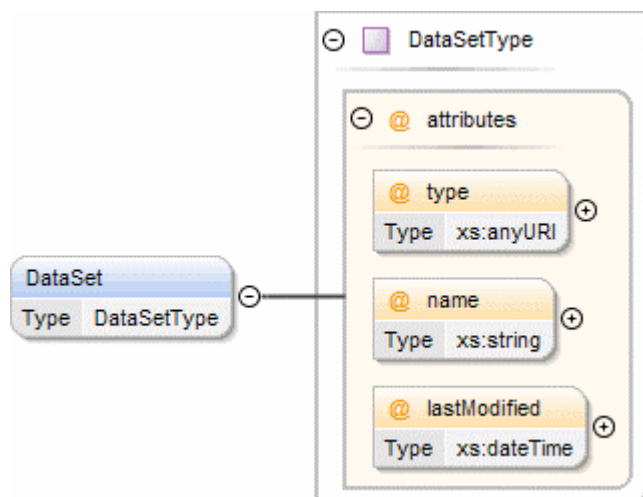 DataSetType
@ attributes
@ type
Type xs:anyURI
DataSet
Type DataSetType
@ name
Type xs:string
@ lastModified
Type xs:dateTime